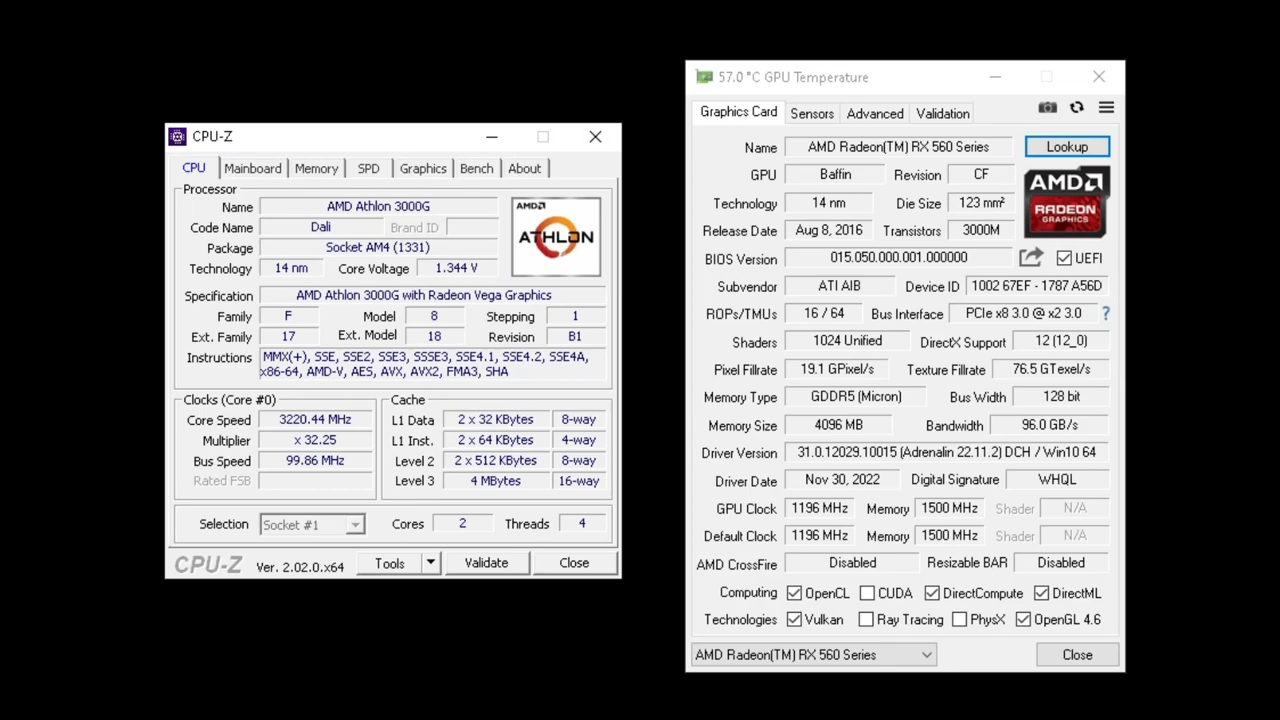 CPU-Z
CPU Mainboard Memory SPD Graphics Bench About
Processor
Name AMD Athlon 3000G
Code Name Dali Brand ID
Package Socket AM4 (1331)
Technology 14 nm Core Voltage 1.344 V
AMD
ATHLON
Specification AMD Athlon 3000G with Radeon Vega Graphics
Family F Model 8 Stepping 1
Ext. Family 17 Ext. Model 18 Revision B1
Instructions MMX(+), SSE, SSE2, SSE3, SSSE3, SSE4.1, SSE4.2, SSE4A,
x86-64, AMD-V, AES, AVX, AVX2, FMA3, SHA
Clocks (Core #0)
Core Speed 3220.44 MHz
Multiplier x 32.25
Bus Speed 99.86 MHz
Rated FSB
Cache
L1 Data 2 x 32 KBytes 8-way
L1 Inst. 2 x 64 KBytes 4-way
Level 2 2 x 512 KBytes 8-way
Level 3 4 MBytes 16-way
Selection Socket #1 Cores 2 Threads 4
CPU-Z Ver. 2.02.0.x64 Tools Validate Close
57.0 °C GPU Temperature
Graphics Card Sensors Advanced Validation
Name AMD Radeon(TM) RX 560 Series Lookup
GPU Baffin Revision CF
AMD
RADEON
GRAPHICS
Technology 14 nm Die Size 123 mm²
Release Date Aug 8, 2016 Transistors 3000M
BIOS Version 015.050.000.001.000000 UEFI
Subvendor ATI AIB Device ID 1002 67EF - 1787 A56D
ROPs/TMUs 16 / 64 Bus Interface PCIe x8 3.0 @ x2 3.0 ?
Shaders 1024 Unified DirectX Support 12 (12_0)
Pixel Fillrate 19.1 GPixel/s Texture Fillrate 76.5 GTexel/s
Memory Type GDDR5 (Micron) Bus Width 128 bit
Memory Size 4096 MB Bandwidth 96.0 GB/s
Driver Version 31.0.12029.10015 (Adrenalin 22.11.2) DCH / Win10 64
Driver Date Nov 30, 2022 Digital Signature WHQL
GPU Clock 1196 MHz Memory 1500 MHz Shader N/A
Default Clock 1196 MHz Memory 1500 MHz Shader N/A
AMD CrossFire Disabled Resizable BAR Disabled
Computing OpenCL CUDA DirectCompute DirectML
Technologies Vulkan Ray Tracing PhysX OpenGL 4.6
AMD Radeon(TM) RX 560 Series Close